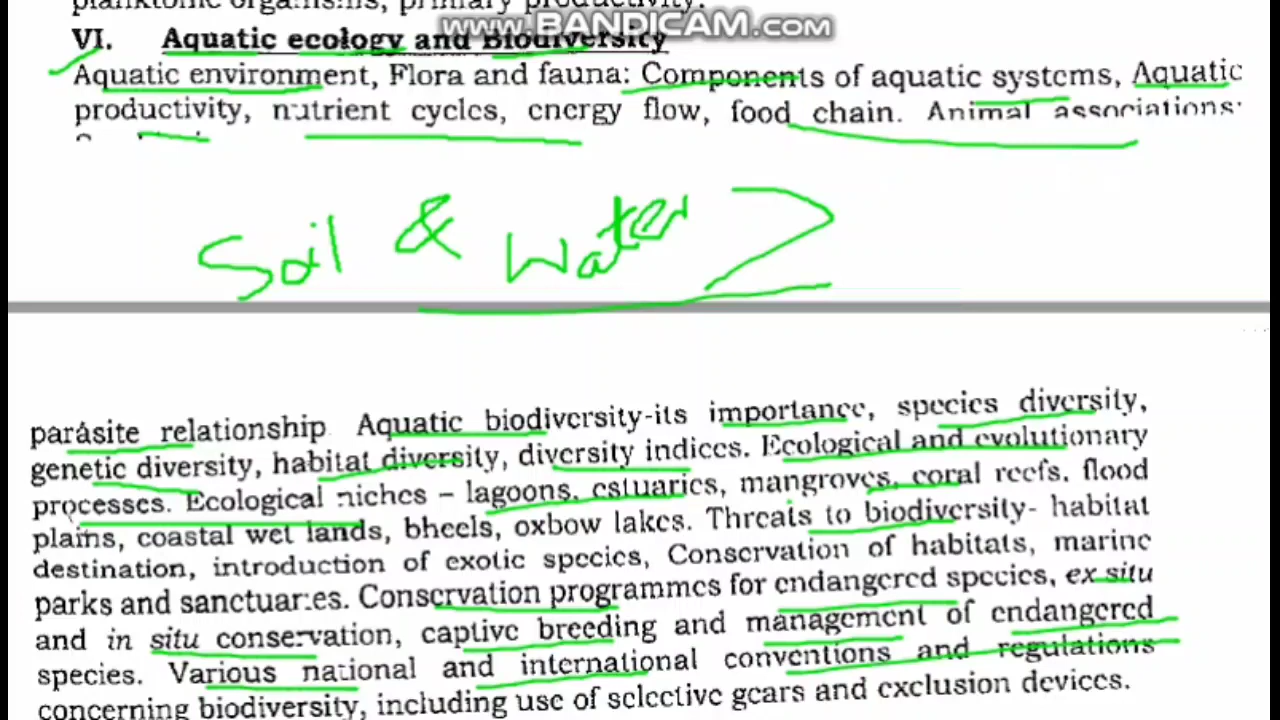 planktonic organisms, primary productivity.
www.BANDICAM.com
VI. Aquatic ecology and Biodiversity
Aquatic environment, Flora and fauna: Components of aquatic systems, Aquatic
productivity, nutrient cycles, energy flow, food chain. Animal associations:
Soil & Water
parasite relationship Aquatic biodiversity-its importance, species diversity,
genetic diversity, habitat diversity, diversity indices. Ecological and evolutionary
processes. Ecological niches – lagoons, estuaries, mangroves, coral reefs, flood
plains, coastal wet lands, bheels, oxbow lakes. Threats to biodiversity- habitat
destination, introduction of exotic species, Conservation of habitats, marine
parks and sanctuaries. Conservation programmes for endangered species, ex situ
and in situ conservation, captive breeding and management of endangered
species. Various national and international conventions and regulations
concerning biodiversity, including use of selective gears and exclusion devices.